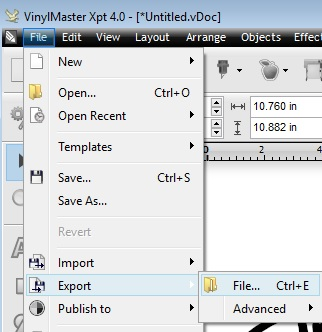 VinylMaster Xpt 4.0 - [*Untitled.vDoc]
File Edit View Layout Arrange Objects Effect
New
Open... Ctrl+O
Open Recent
Templates
Save... Ctrl+S
Save As...
Revert
Import
Export
Publish to
File... Ctrl+E
Advanced
10.760 in
10.882 in
0 2 4